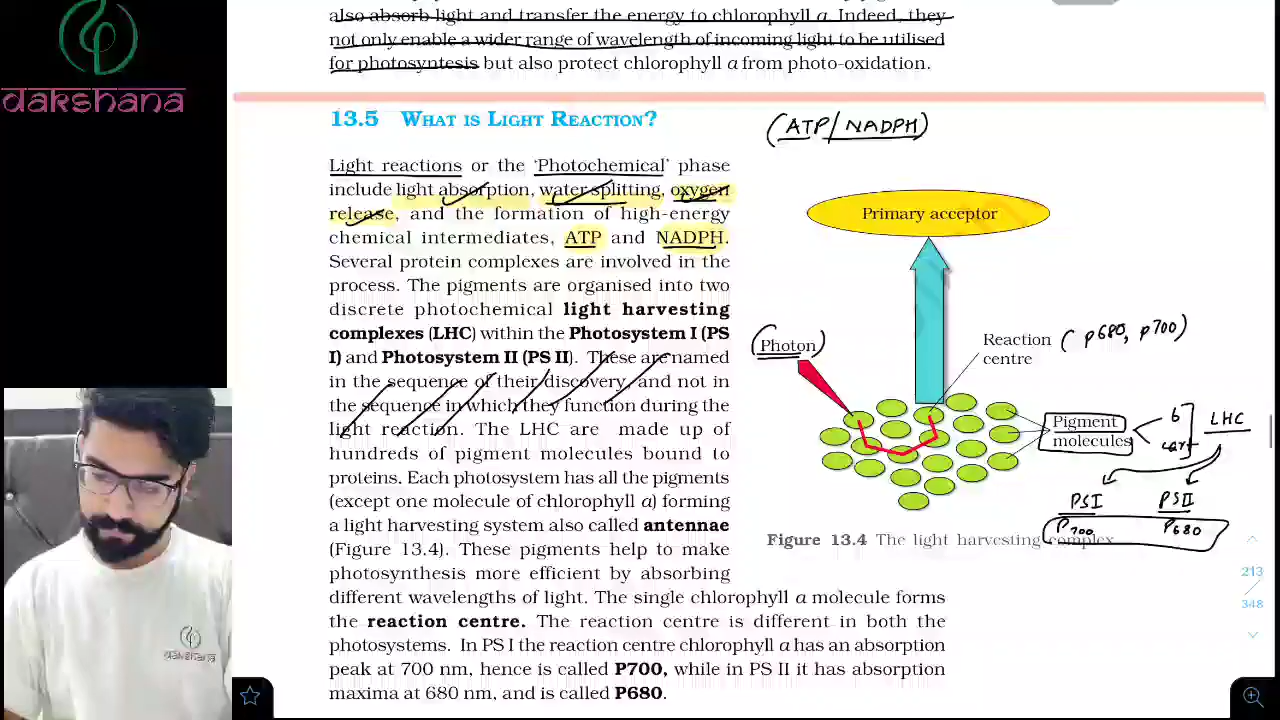 also absorb light and transfer the energy to chlorophyll a. Indeed, they
not only enable a wider range of wavelength of incoming light to be utilised
for photosyntesis but also protect chlorophyll a from photo-oxidation.
dakshana
13.5 WHAT IS LIGHT REACTION?
(ATP/NADPH)
Light reactions or the 'Photochemical' phase
include light absorption, water splitting, oxygen
release, and the formation of high-energy
chemical intermediates, ATP and NADPH.
Several protein complexes are involved in the
process. The pigments are organised into two
discrete photochemical light harvesting
complexes (LHC) within the Photosystem I (PS
I) and Photosystem II (PS II). These are named
in the sequence of their discovery, and not in
the sequence in which they function during the
light reaction. The LHC are made up of
hundreds of pigment molecules bound to
proteins. Each photosystem has all the pigments
(except one molecule of chlorophyll a) forming
a light harvesting system also called antennae
(Figure 13.4). These pigments help to make
photosynthesis more efficient by absorbing
different wavelengths of light. The single chlorophyll a molecule forms
the reaction centre. The reaction centre is different in both the
photosystems. In PS I the reaction centre chlorophyll a has an absorption
peak at 700 nm, hence is called P700, while in PS II it has absorption
maxima at 680 nm, and is called P680.
Primary acceptor
(Photon)
Reaction
centre
(P680, P700)
Pigment
molecules
LHC
PSI PSII
P700 P680
Figure 13.4 The light harvesting complex
213
348
dakshana